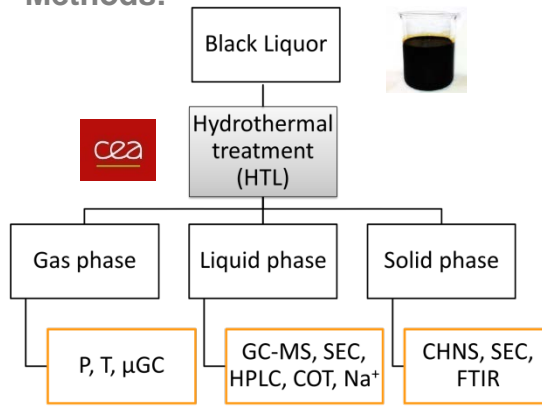 Methods:
Black Liquor
cea
Hydrothermal
treatment
(HTL)
Gas phase
Liquid phase
Solid phase
P, T, µGC
GC-MS, SEC,
HPLC, COT, Na⁺
CHNS, SEC,
FTIR